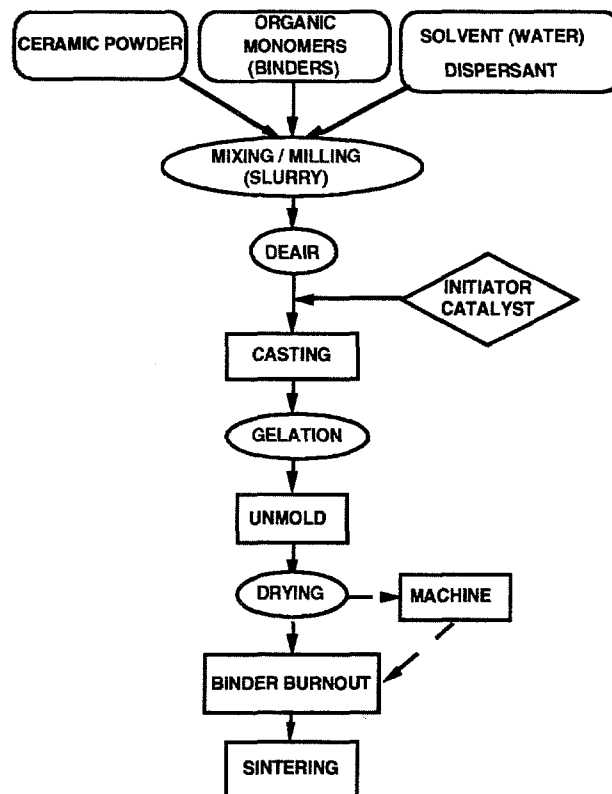 CERAMIC POWDER
ORGANIC
MONOMERS
(BINDERS)
SOLVENT (WATER)
DISPERSANT
MIXING / MILLING
(SLURRY)
DEAIR
INITIATOR
CATALYST
CASTING
GELATION
UNMOLD
DRYING
MACHINE
BINDER BURNOUT
SINTERING